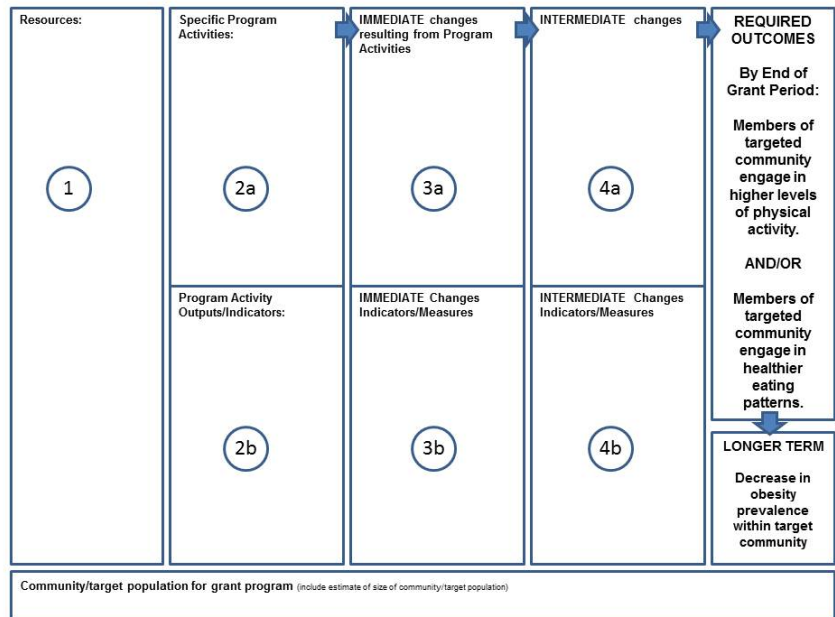 Resources:
1
Specific Program
Activities:
2a
Program Activity
Outputs/Indicators:
2b
IMMEDIATE changes
resulting from Program
Activities
3a
IMMEDIATE Changes
Indicators/Measures
3b
INTERMEDIATE changes
4a
INTERMEDIATE Changes
Indicators/Measures
4b
REQUIRED
OUTCOMES
By End of
Grant Period:
Members of
targeted
community
engage in
higher levels
of physical
activity.
AND/OR
Members of
targeted
community
engage in
healthier
eating
patterns.
LONGER TERM
Decrease in
obesity
prevalence
within target
community
Community/target population for grant program (include estimate of size of community/target population)